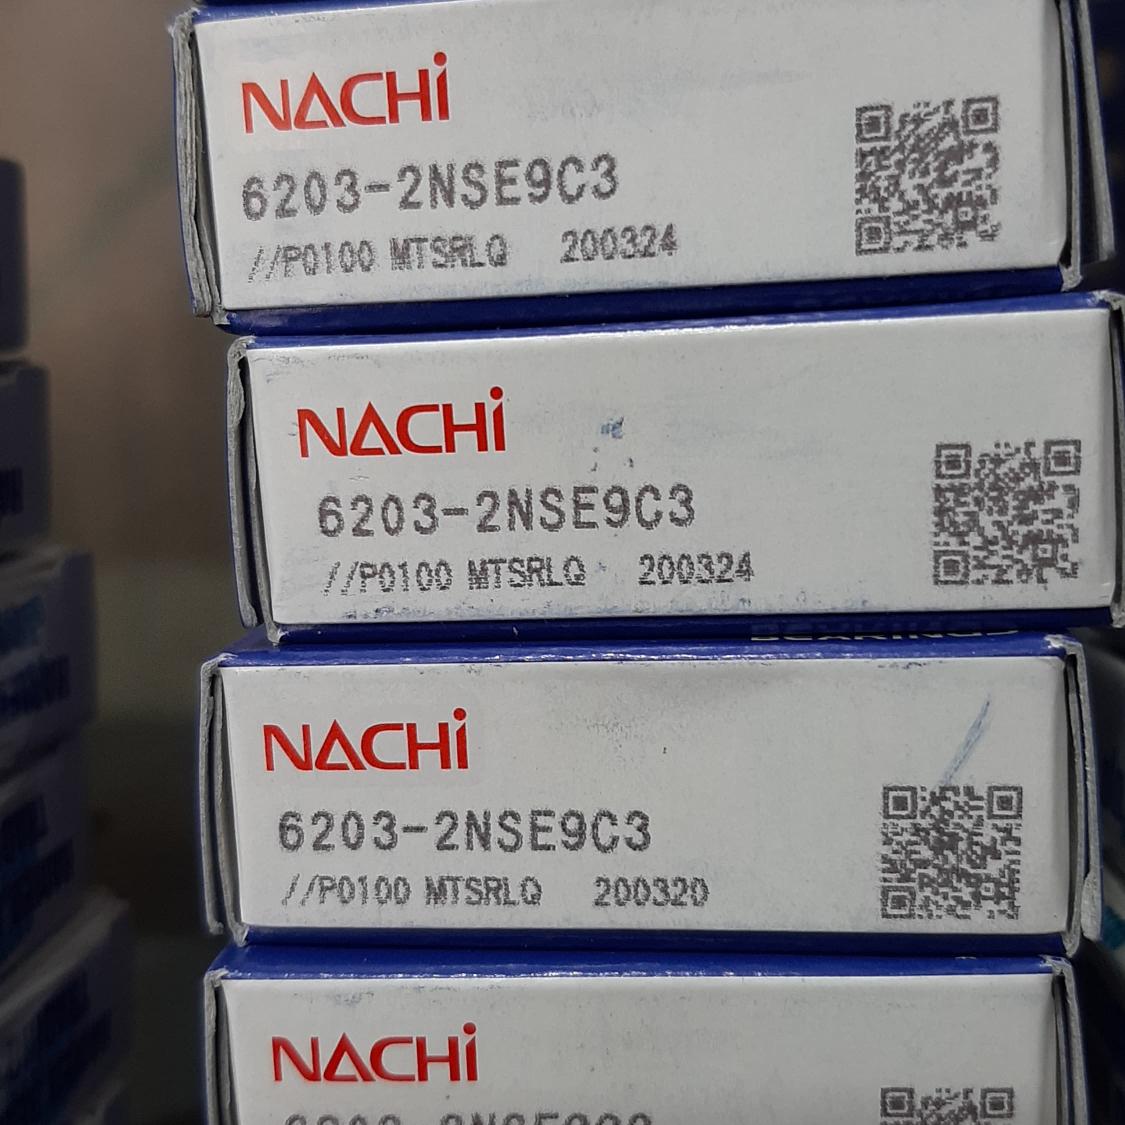 NACHi
6203-2NSE9C3
//P0100 MTSRLQ 200324
NACHi
6203-2NSE9C3
//P0100 MTSRLQ 200324
BEARINGS
NACHi
6203-2NSE9C3
//P0100 MTSRLQ 200320
NACHi